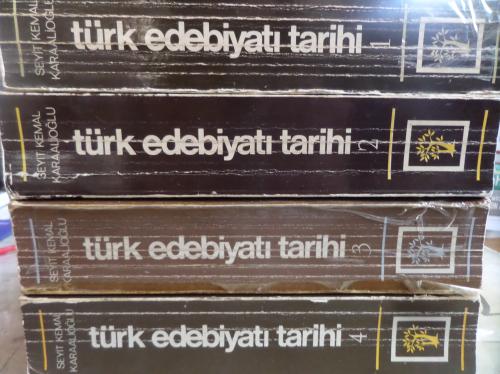 SEYİT KEMAL
KARAALİOĞLU
türk edebiyatı tarihi 1
SEYİT KEMAL
KARAALİOĞLU
türk edebiyatı tarihi 2
SEYİT KEMAL
KARAALİOĞLU
türk edebiyatı tarihi 3
SEYİT KEMAL
KARAALİOĞLU
türk edebiyatı tarihi 4